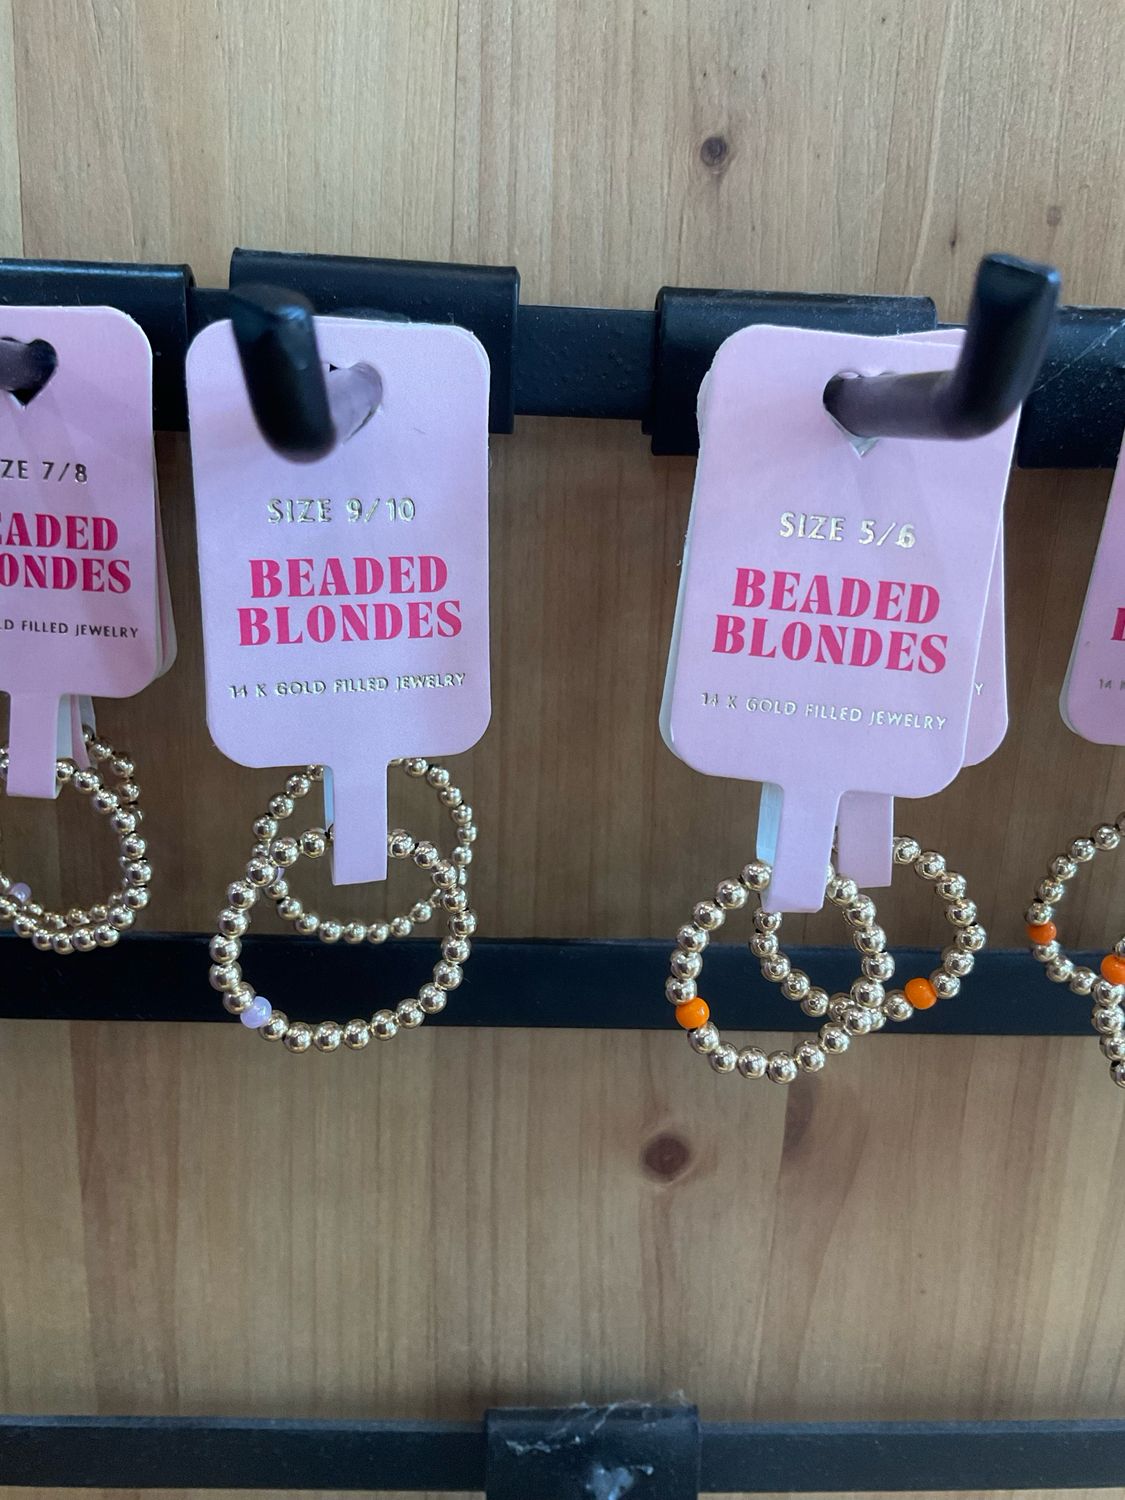 ZE 7/8
EADED
ONDES
LD FILLED JEWELRY
SIZE 9/10
BEADED
BLONDES
14 K GOLD FILLED JEWELRY
SIZE 5/6
BEADED
BLONDES
14 K GOLD FILLED JEWELRY
Y
B
14